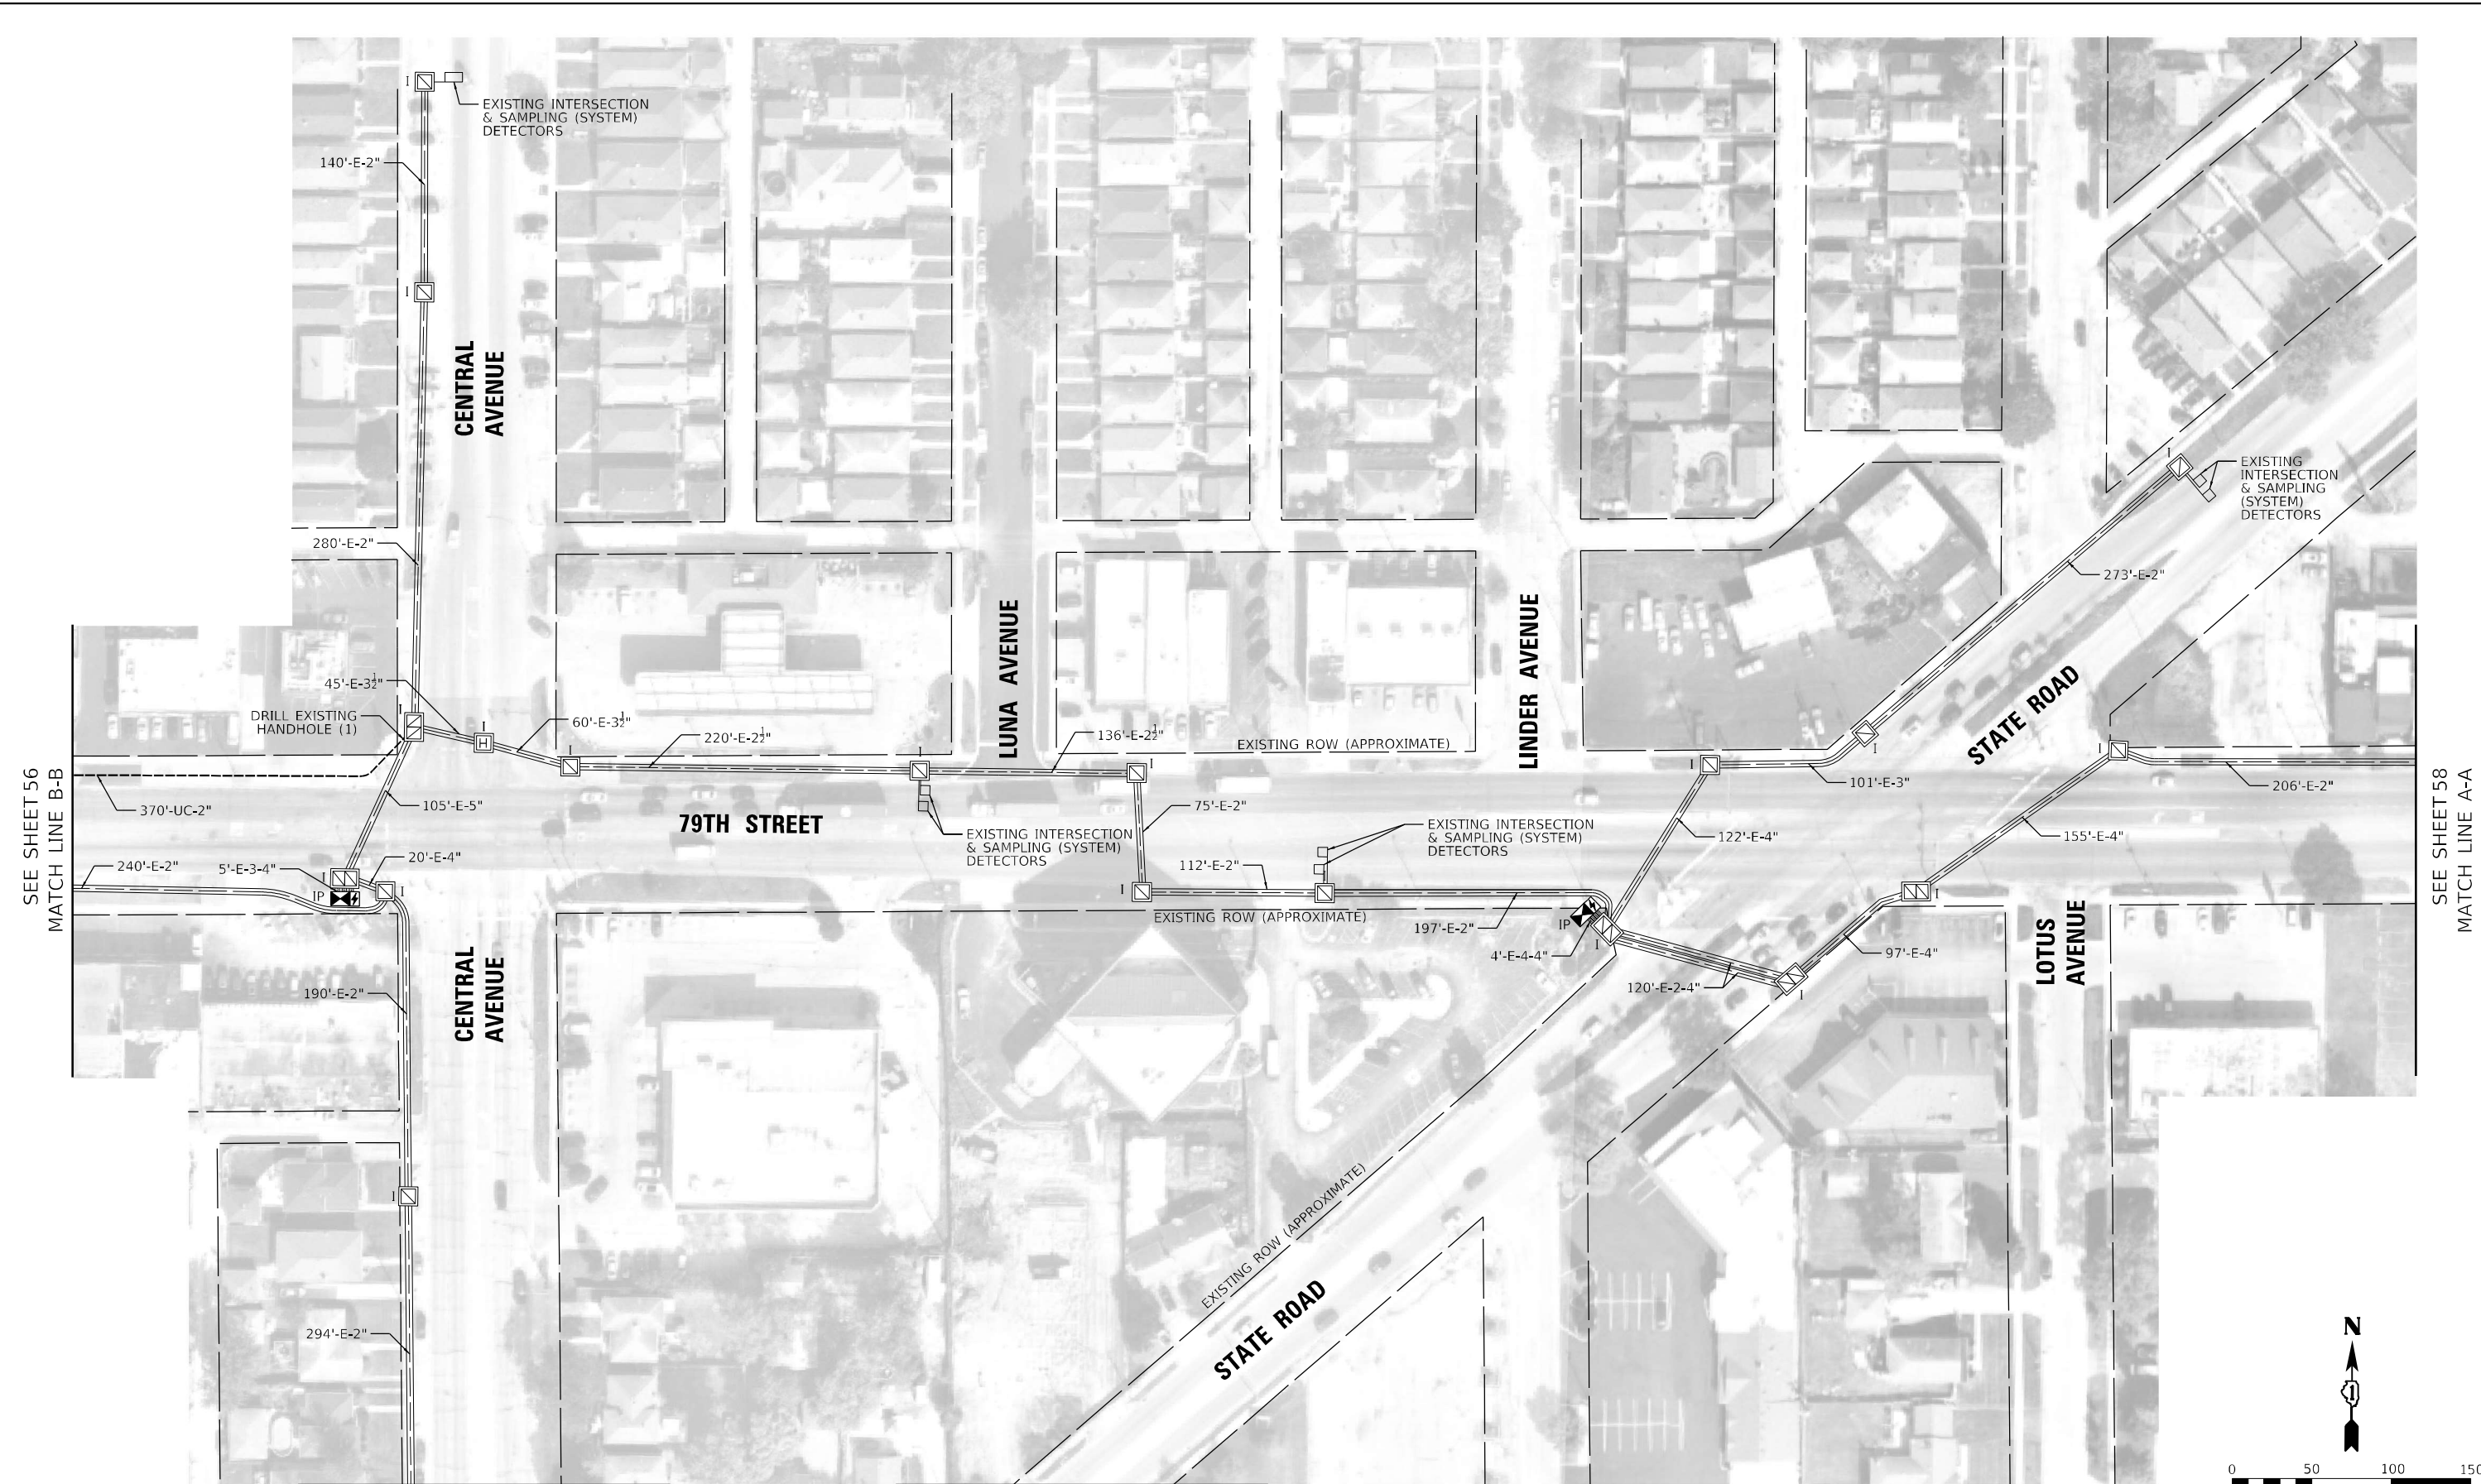 EXISTING INTERSECTION
& SAMPLING (SYSTEM)
DETECTORS
I
140'-E-2"
I
CENTRAL
AVENUE
280'-E-2"
EXISTING
INTERSECTION
& SAMPLING
(SYSTEM)
DETECTORS
I
273'-E-2"
45'-E-3½"
DRILL EXISTING
HANDHOLE (1)
I
I
H
60'-E-3½"
I
220'-E-2½"
I
LUNA AVENUE
136'-E-2½"
I
EXISTING ROW (APPROXIMATE)
LINDER AVENUE
I
101'-E-3"
I
STATE ROAD
I
206'-E-2"
SEE SHEET 56
MATCH LINE B-B
370'-UC-2"
105'-E-5"
79TH STREET
EXISTING INTERSECTION
& SAMPLING (SYSTEM)
DETECTORS
75'-E-2"
EXISTING INTERSECTION
& SAMPLING (SYSTEM)
DETECTORS
122'-E-4"
155'-E-4"
SEE SHEET 58
MATCH LINE A-A
240'-E-2"
5'-E-3-4"
20'-E-4"
I
IP
I
I
112'-E-2"
EXISTING ROW (APPROXIMATE)
197'-E-2"
IP
4'-E-4-4"
I
120'-E-2-4"
I
97'-E-4"
I
LOTUS
AVENUE
190'-E-2"
CENTRAL
AVENUE
I
294'-E-2"
EXISTING ROW (APPROXIMATE)
STATE ROAD
N
1
0 50 100 150